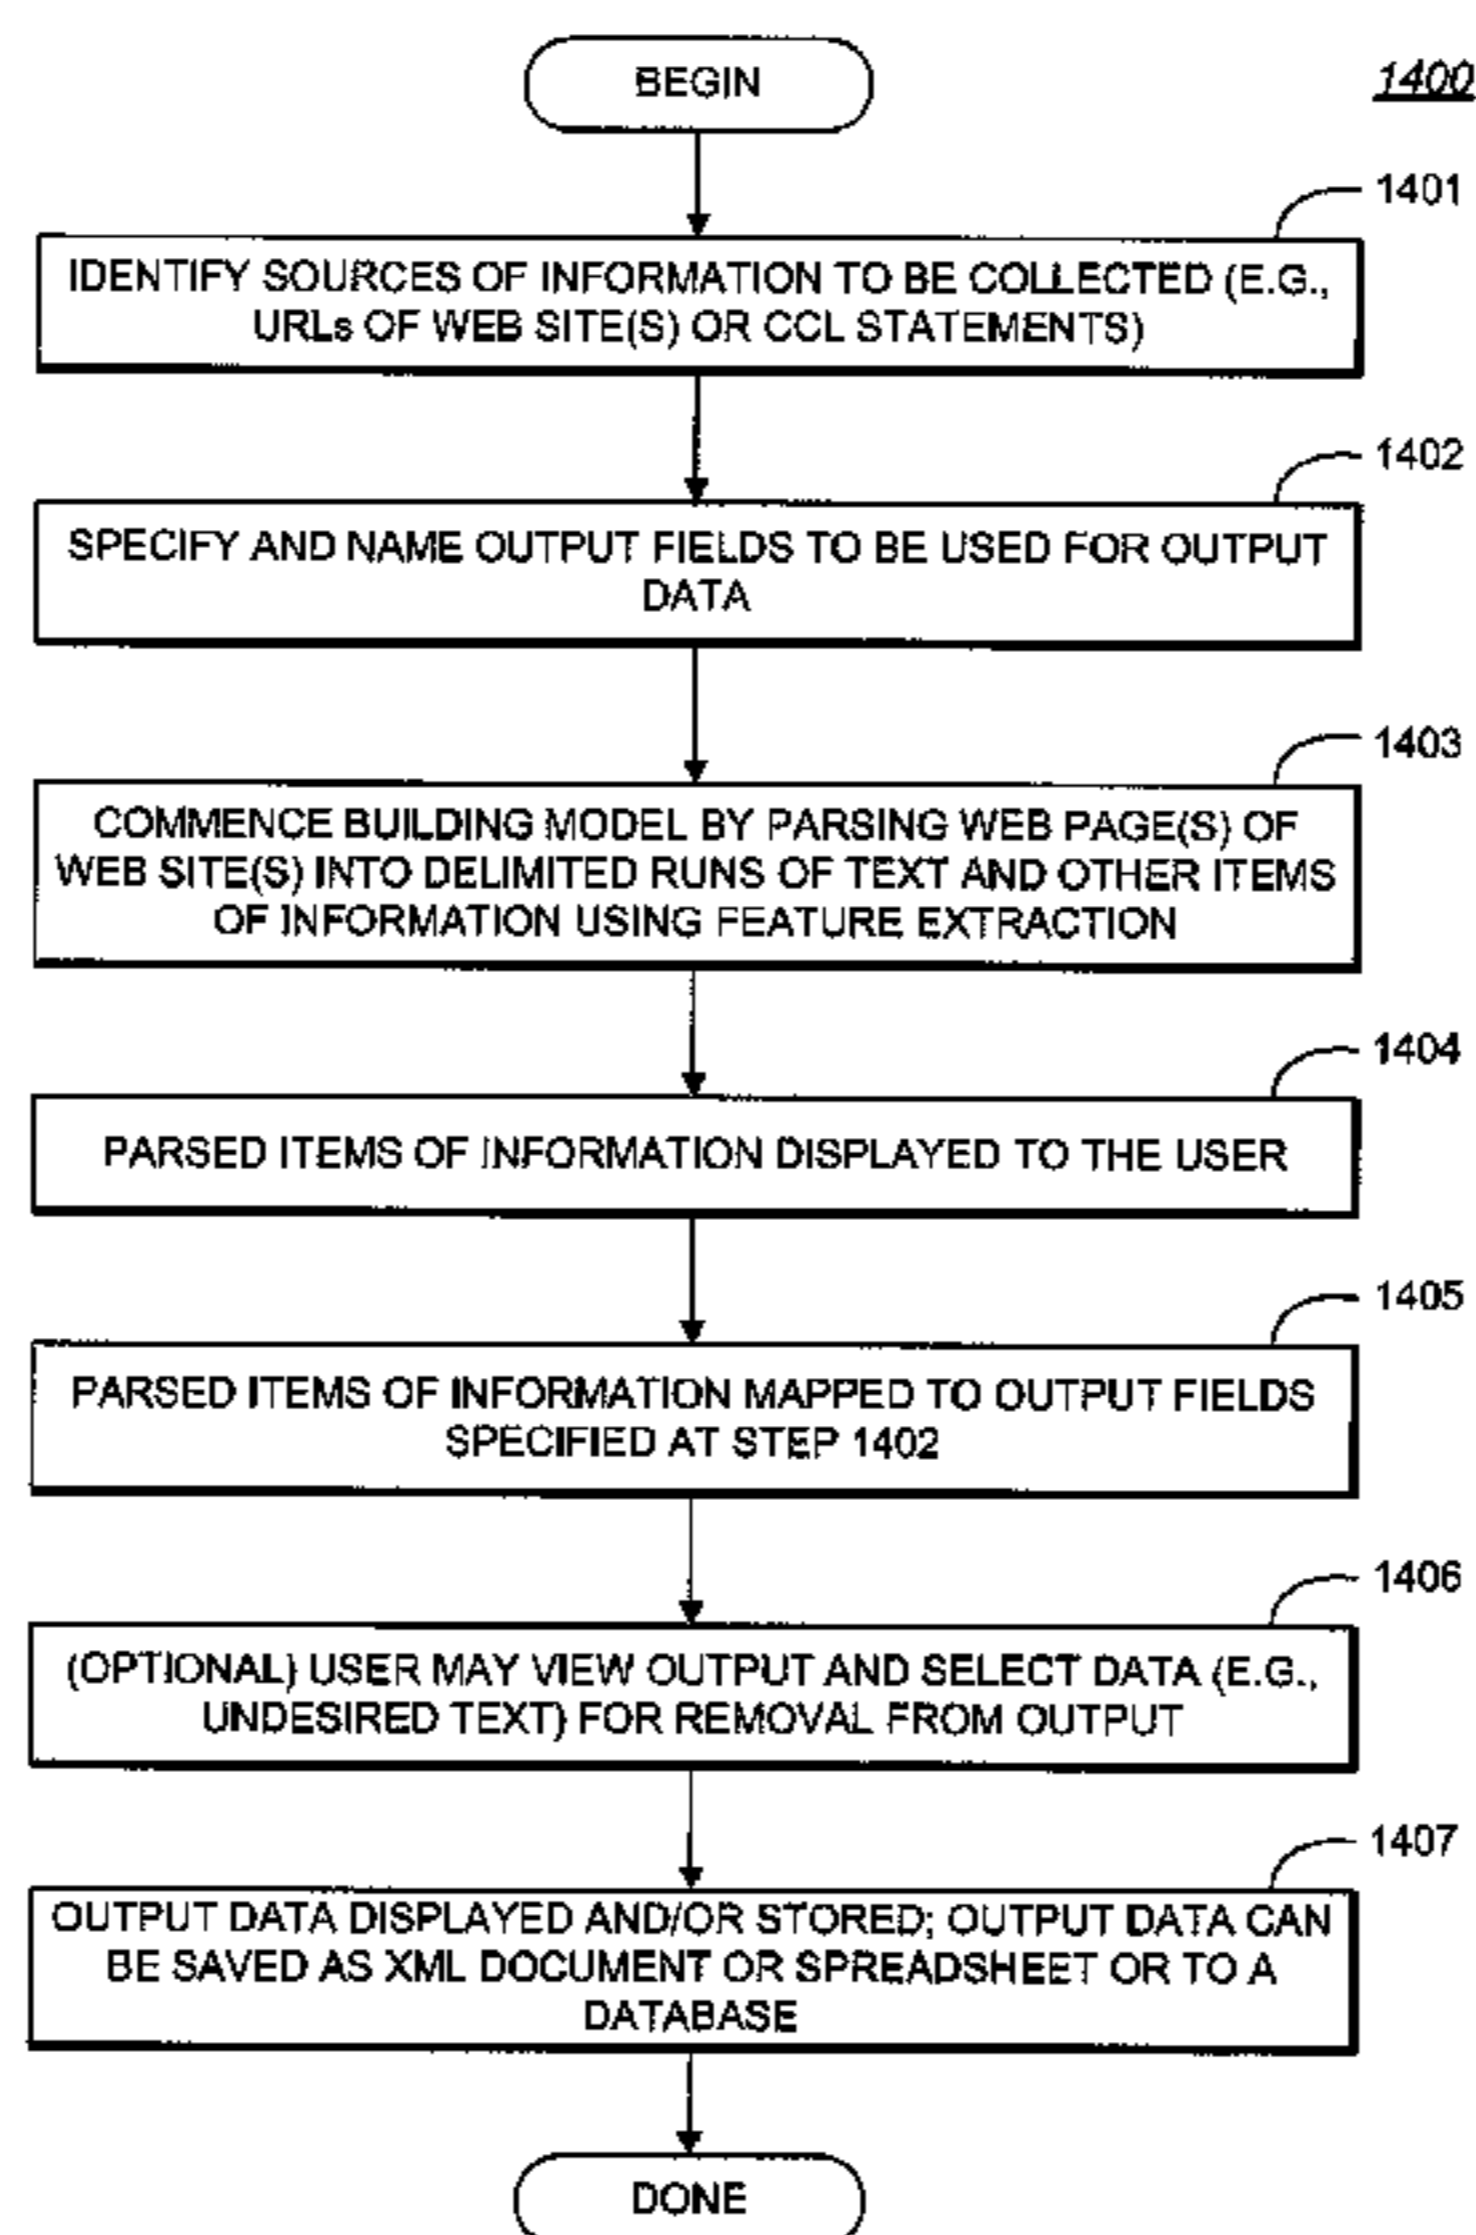 BEGIN
1400
1401
IDENTIFY SOURCES OF INFORMATION TO BE COLLECTED (E.G.,
URLs OF WEB SITE(S) OR CCL STATEMENTS)
1402
SPECIFY AND NAME OUTPUT FIELDS TO BE USED FOR OUTPUT
DATA
1403
COMMENCE BUILDING MODEL BY PARSING WEB PAGE(S) OF
WEB SITE(S) INTO DELIMITED RUNS OF TEXT AND OTHER ITEMS
OF INFORMATION USING FEATURE EXTRACTION
1404
PARSED ITEMS OF INFORMATION DISPLAYED TO THE USER
1405
PARSED ITEMS OF INFORMATION MAPPED TO OUTPUT FIELDS
SPECIFIED AT STEP 1402
1406
(OPTIONAL) USER MAY VIEW OUTPUT AND SELECT DATA (E.G.,
UNDESIRED TEXT) FOR REMOVAL FROM OUTPUT
1407
OUTPUT DATA DISPLAYED AND/OR STORED; OUTPUT DATA CAN
BE SAVED AS XML DOCUMENT OR SPREADSHEET OR TO A
DATABASE
DONE